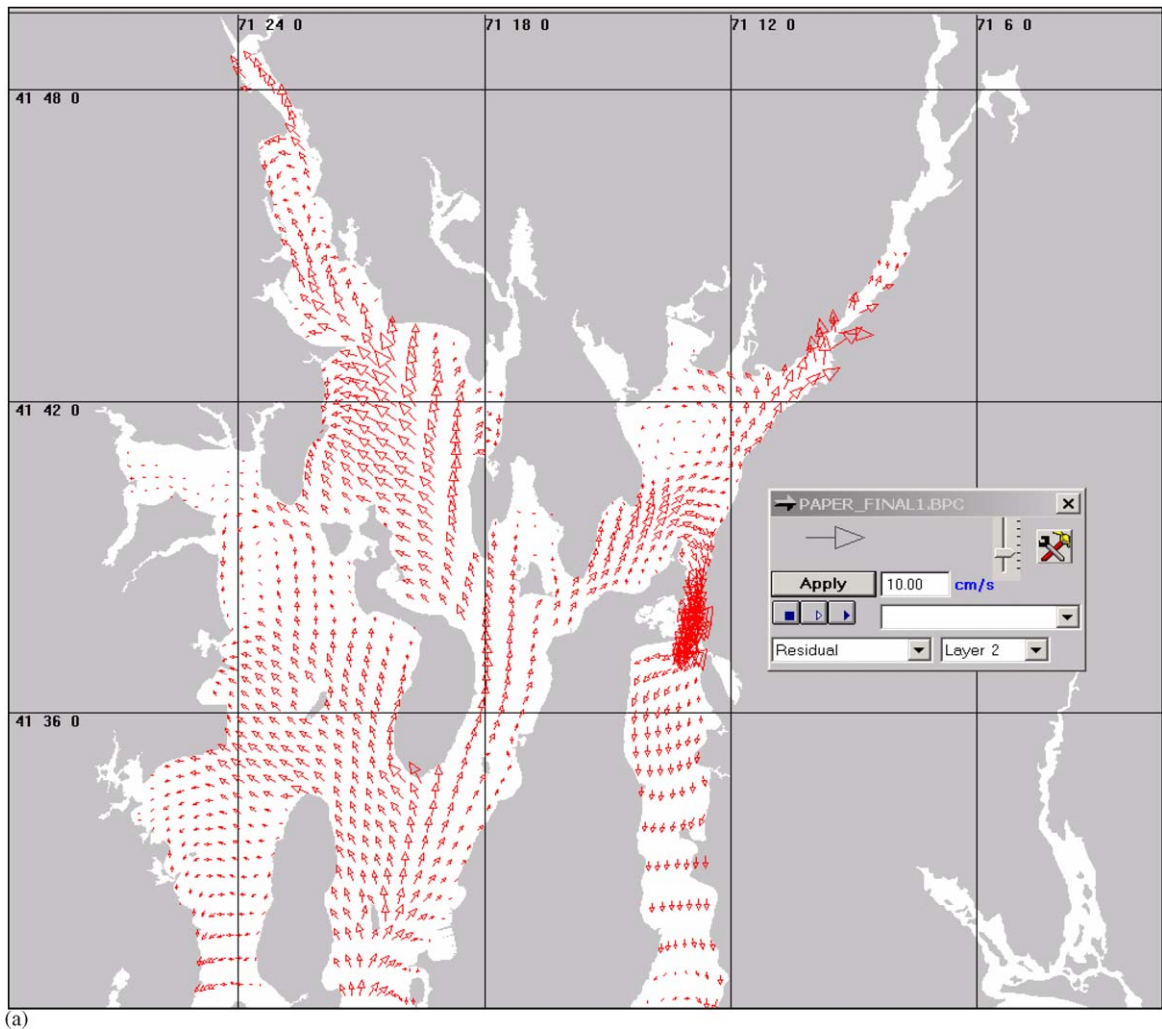 71 24 0
71 18 0
71 12 0
71 6 0
41 48 0
41 42 0
PAPER_FINAL1.BPC
Apply
10.00
cm/s
Residual
Layer 2
41 36 0
(a)